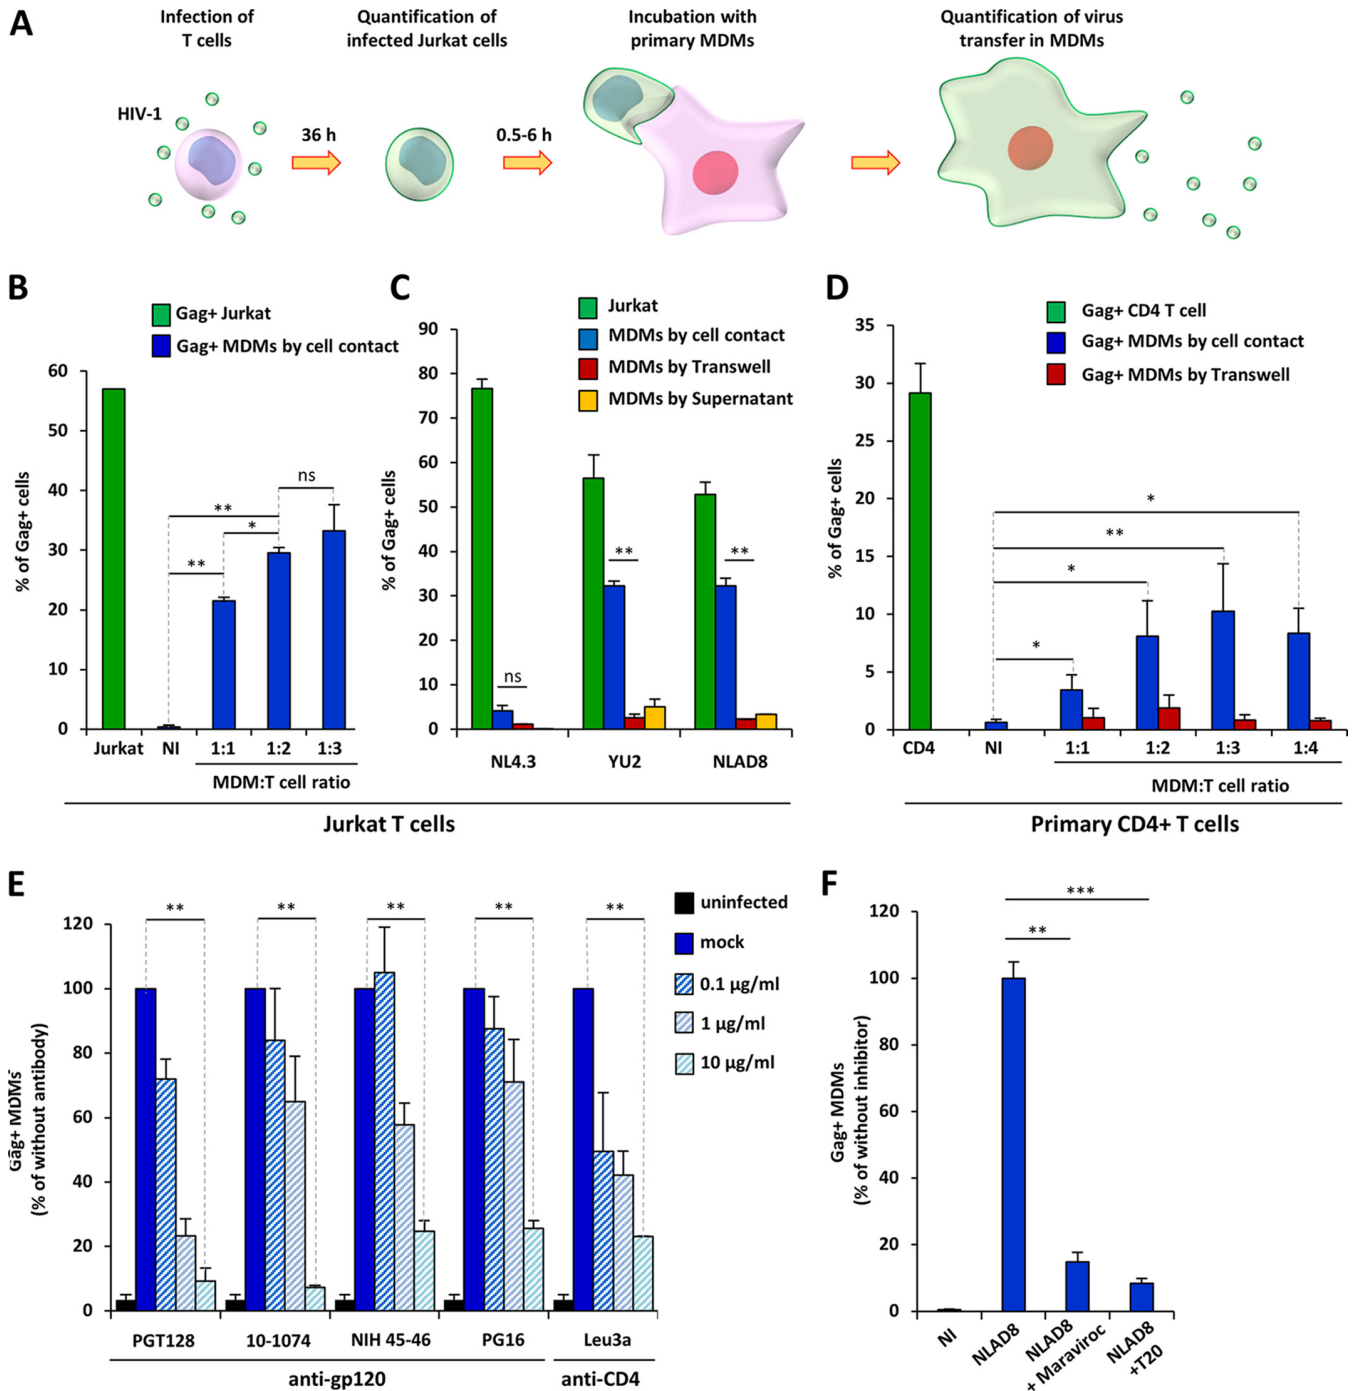 A
Infection of
T cells
Quantification of
infected Jurkat cells
Incubation with
primary MDMs
Quantification of virus
transfer in MDMs
HIV-1
36 h
0.5-6 h
B
Gag+ Jurkat
Gag+ MDMs by cell contact
% of Gag+ cells
60
50
40
30
20
10
0
**
**
*
ns
Jurkat NI 1:1 1:2 1:3
MDM:T cell ratio
C
Jurkat
MDMs by cell contact
MDMs by Transwell
MDMs by Supernatant
% of Gag+ cells
90
80
70
60
50
40
30
20
10
0
ns
**
**
NL4.3 YU2 NLAD8
Jurkat T cells
D
Gag+ CD4 T cell
Gag+ MDMs by cell contact
Gag+ MDMs by Transwell
% of Gag+ cells
35
30
25
20
15
10
5
0
*
**
*
*
CD4 NI 1:1 1:2 1:3 1:4
MDM:T cell ratio
Primary CD4+ T cells
E
uninfected
mock
0.1 µg/ml
1 µg/ml
10 µg/ml
Gag+ MDMs
(% of without antibody)
120
100
80
60
40
20
0
** ** ** ** **
PGT128 10-1074 NIH 45-46 PG16 Leu3a
anti-gp120 anti-CD4
F
Gag+ MDMs
(% of without inhibitor)
120
100
80
60
40
20
0
***
**
NI
NLAD8
NLAD8
+ Maraviroc
NLAD8
+T20